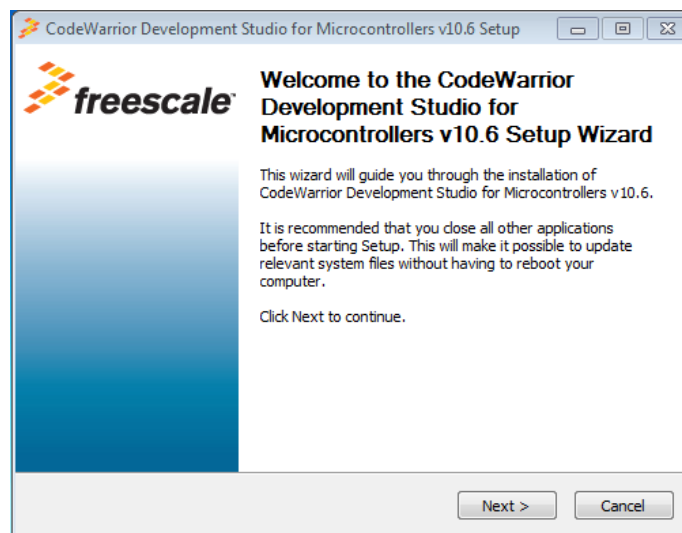 CodeWarrior Development Studio for Microcontrollers v10.6 Setup
freescale
Welcome to the CodeWarrior
Development Studio for
Microcontrollers v10.6 Setup Wizard
This wizard will guide you through the installation of
CodeWarrior Development Studio for Microcontrollers v10.6.
It is recommended that you close all other applications
before starting Setup. This will make it possible to update
relevant system files without having to reboot your
computer.
Click Next to continue.
Next >
Cancel